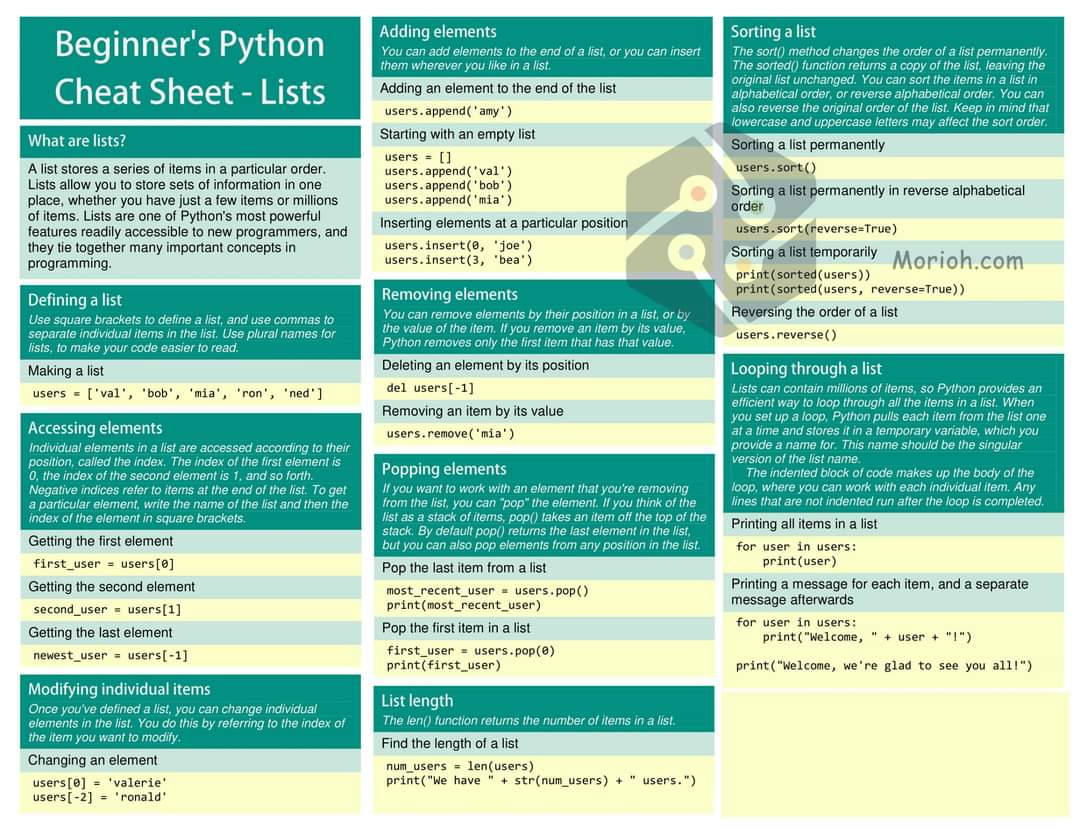 Beginner's Python
Cheat Sheet - Lists
What are lists?
A list stores a series of items in a particular order.
Lists allow you to store sets of information in one
place, whether you have just a few items or millions
of items. Lists are one of Python's most powerful
features readily accessible to new programmers, and
they tie together many important concepts in
programming.
Defining a list
Use square brackets to define a list, and use commas to
separate individual items in the list. Use plural names for
lists, to make your code easier to read.
Making a list
users = ['val', 'bob', 'mia', 'ron', 'ned']
Accessing elements
Individual elements in a list are accessed according to their
position, called the index. The index of the first element is
0, the index of the second element is 1, and so forth.
Negative indices refer to items at the end of the list. To get
a particular element, write the name of the list and then the
index of the element in square brackets.
Getting the first element
first_user = users[0]
Getting the second element
second_user = users[1]
Getting the last element
newest_user = users[-1]
Modifying individual items
Once you've defined a list, you can change individual
elements in the list. You do this by referring to the index of
the item you want to modify.
Changing an element
users[0] = 'valerie'
users[-2] = 'ronald'
Adding elements
You can add elements to the end of a list, or you can insert
them wherever you like in a list.
Adding an element to the end of the list
users.append('amy')
Starting with an empty list
users = []
users.append('val')
users.append('bob')
users.append('mia')
Inserting elements at a particular position
users.insert(0, 'joe')
users.insert(3, 'bea')
Removing elements
You can remove elements by their position in a list, or by
the value of the item. If you remove an item by its value,
Python removes only the first item that has that value.
Deleting an element by its position
del users[-1]
Removing an item by its value
users.remove('mia')
Popping elements
If you want to work with an element that you're removing
from the list, you can "pop" the element. If you think of the
list as a stack of items, pop() takes an item off the top of the
stack. By default pop() returns the last element in the list,
but you can also pop elements from any position in the list.
Pop the last item from a list
most_recent_user = users.pop()
print(most_recent_user)
Pop the first item in a list
first_user = users.pop(0)
print(first_user)
List length
The len() function returns the number of items in a list.
Find the length of a list
num_users = len(users)
print("We have " + str(num_users) + " users.")
Sorting a list
The sort() method changes the order of a list permanently.
The sorted() function returns a copy of the list, leaving the
original list unchanged. You can sort the items in a list in
alphabetical order, or reverse alphabetical order. You can
also reverse the original order of the list. Keep in mind that
lowercase and uppercase letters may affect the sort order.
Sorting a list permanently
users.sort()
Sorting a list permanently in reverse alphabetical
order
users.sort(reverse=True)
Sorting a list temporarily
Morioh.com
print(sorted(users))
print(sorted(users, reverse=True))
Reversing the order of a list
users.reverse()
Looping through a list
Lists can contain millions of items, so Python provides an
efficient way to loop through all the items in a list. When
you set up a loop, Python pulls each item from the list one
at a time and stores it in a temporary variable, which you
provide a name for. This name should be the singular
version of the list name.
The indented block of code makes up the body of the
loop, where you can work with each individual item. Any
lines that are not indented run after the loop is completed.
Printing all items in a list
for user in users:
    print(user)
Printing a message for each item, and a separate
message afterwards
for user in users:
    print("Welcome, " + user + "!")
print("Welcome, we're glad to see you all!")